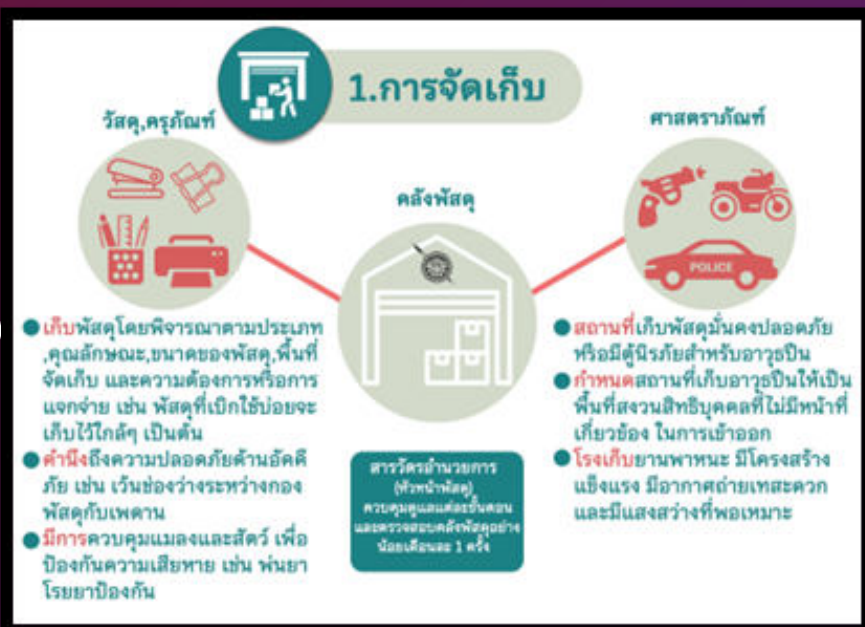 1.การจัดเก็บ
วัสดุ,ครุภัณฑ์
เก็บพัสดุโดยพิจารณาตามประเภท
,คุณลักษณะ,ขนาดของพัสดุ,พื้นที่
จัดเก็บ และความต้องการหรือการ
แจกจ่าย เช่น พัสดุที่เบิกใช้บ่อยจะ
เก็บไว้ใกล้ๆ เป็นต้น
คำนึงถึงความปลอดภัยด้านอัคคี
ภัย เช่น เว้นช่องว่างระหว่างกอง
พัสดุกับเพดาน
มีการควบคุมแมลงและสัตว์ เพื่อ
ป้องกันความเสียหาย เช่น พ่นยา
โรยยาป้องกัน
คลังพัสดุ
สารวัตรอำนวยการ
(หัวหน้าพัสดุ)
ควบคุมดูแลแต่ละขั้นตอน
และตรวจสอบคลังพัสดุอย่าง
น้อยเดือนละ 1 ครั้ง
ศาสตราภัณฑ์
POLICE
สถานที่เก็บพัสดุมั่นคงปลอดภัย
หรือมีตู้นิรภัยสำหรับอาวุธปืน
กำหนดสถานที่เก็บอาวุธปืนให้เป็น
พื้นที่สงวนสิทธิบุคคลที่ไม่มีหน้าที่
เกี่ยวข้อง ในการเข้าออก
โรงเก็บยานพาหนะ มีโครงสร้าง
แข็งแรง มีอากาศถ่ายเทสะดวก
และมีแสงสว่างที่พอเหมาะ